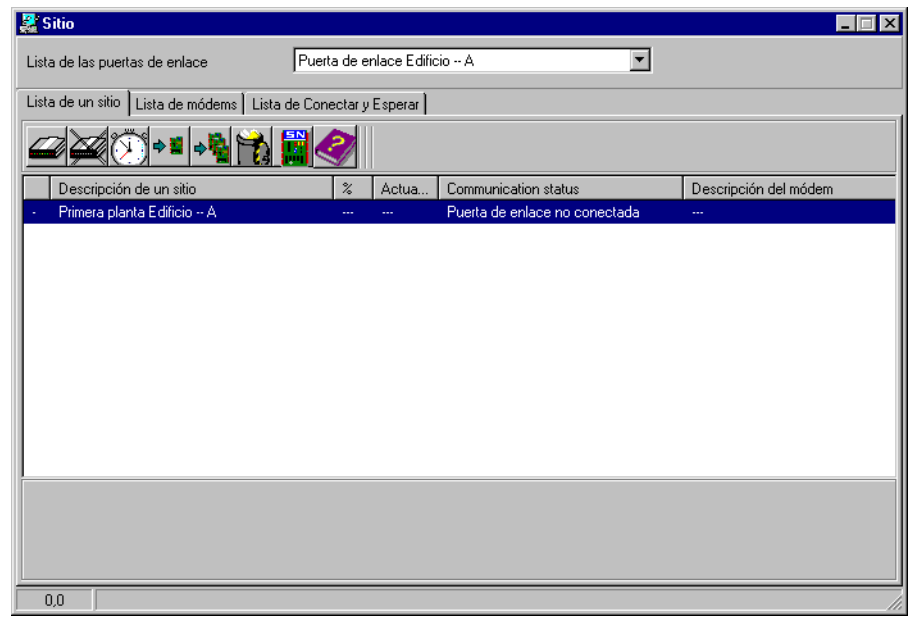 Sitio
Lista de las puertas de enlace Puerta de enlace Edificio -- A
Lista de un sitio Lista de módems Lista de Conectar y Esperar
SN
Descripción de un sitio % Actua... Communication status Descripción del módem
- Primera planta Edificio -- A --- --- Puerta de enlace no conectada ---
0,0